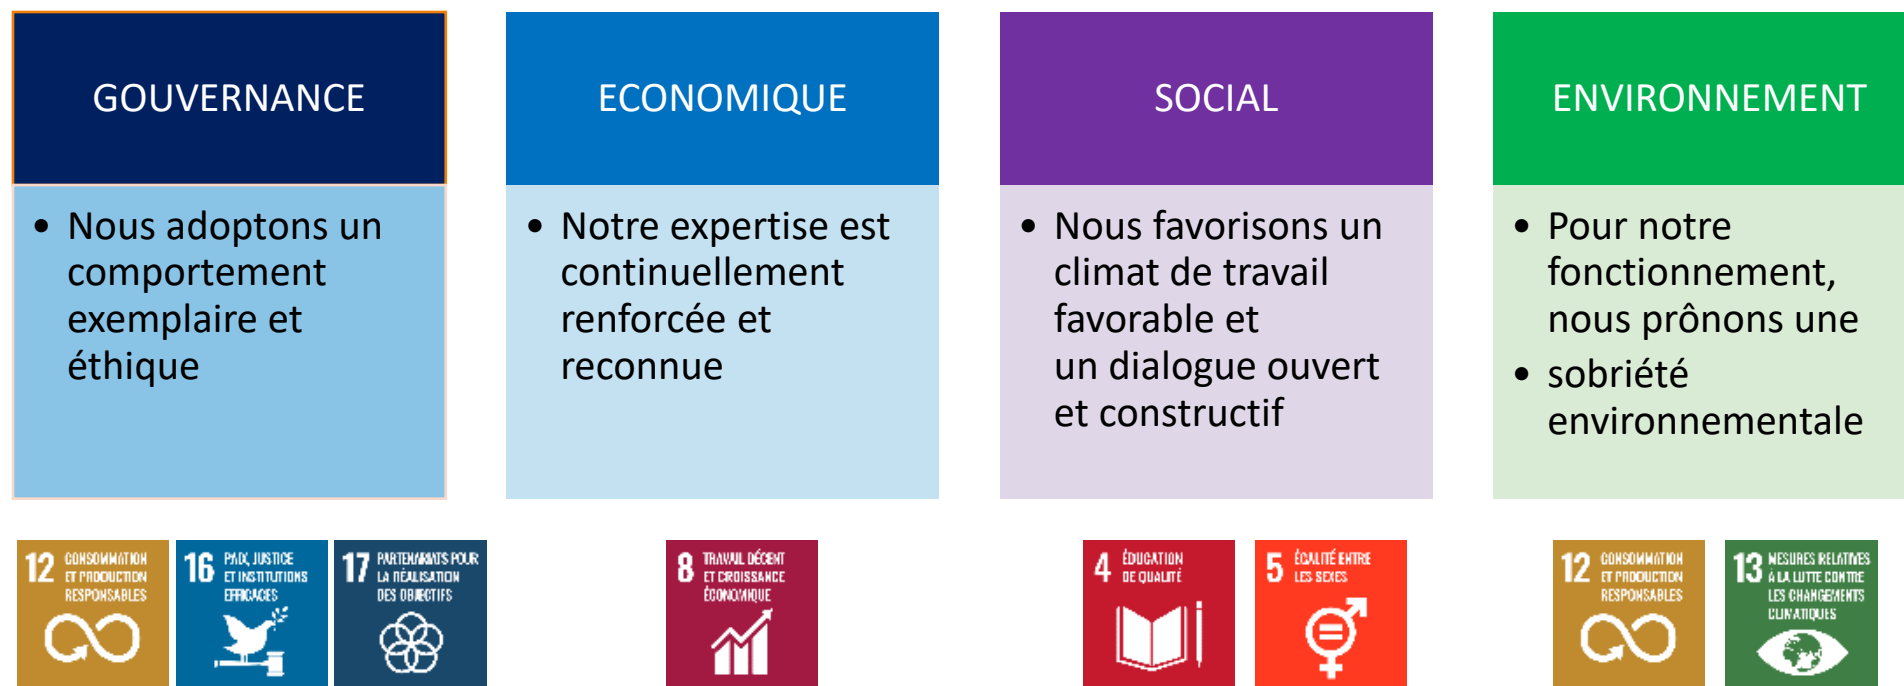 GOUVERNANCE
• Nous adoptons un
comportement
exemplaire et
éthique
ECONOMIQUE
• Notre expertise est
continuellement
renforcée et
reconnue
SOCIAL
• Nous favorisons un
climat de travail
favorable et
un dialogue ouvert
et constructif
ENVIRONNEMENT
• Pour notre
fonctionnement,
nous prônons une
• sobriété
environnementale
12 CONSOMMATION
ET PRODUCTION
RESPONSABLES
16 PAIX, JUSTICE
ET INSTITUTIONS
EFFICACES
17 PARTENARIATS POUR
LA RÉALISATION
DES OBJECTIFS
8 TRAVAIL DÉCENT
ET CROISSANCE
ÉCONOMIQUE
4 ÉDUCATION
DE QUALITÉ
5 ÉGALITÉ ENTRE
LES SEXES
12 CONSOMMATION
ET PRODUCTION
RESPONSABLES
13 MESURES RELATIVES
À LA LUTTE CONTRE
LES CHANGEMENTS
CLIMATIQUES